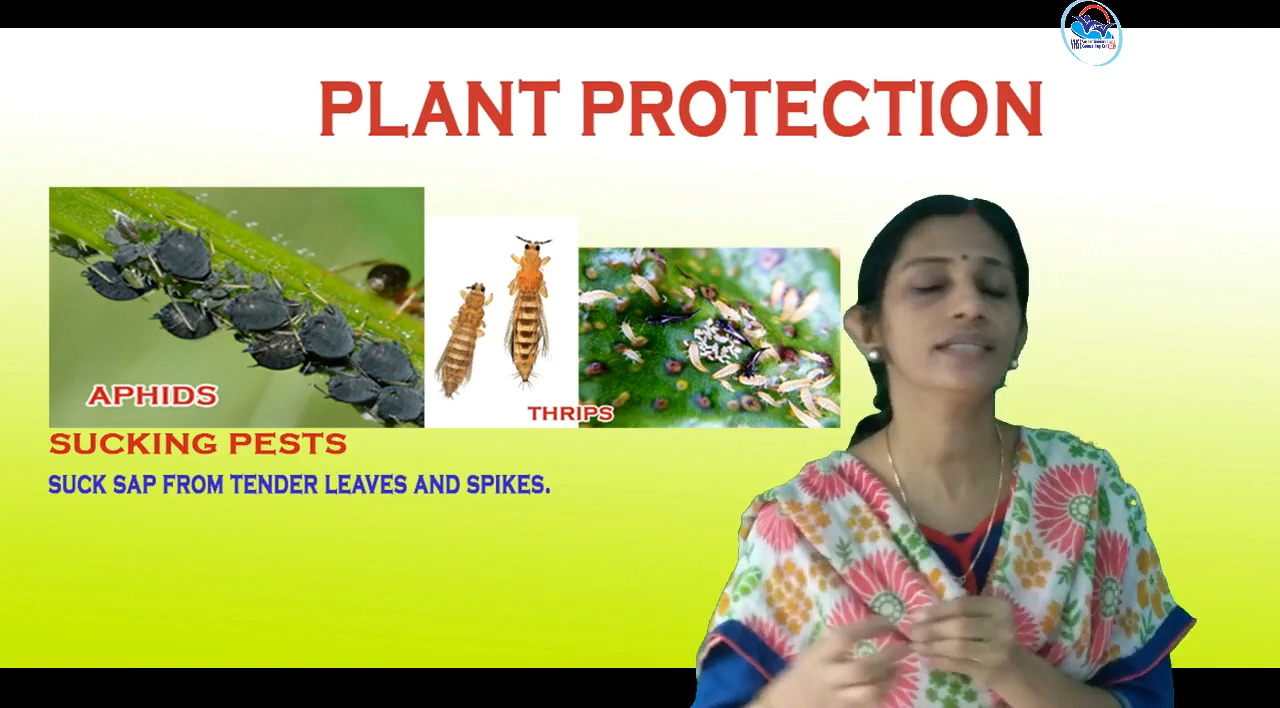 PLANT PROTECTION
APHIDS
THRIPS
SUCKING PESTS
SUCK SAP FROM TENDER LEAVES AND SPIKES.